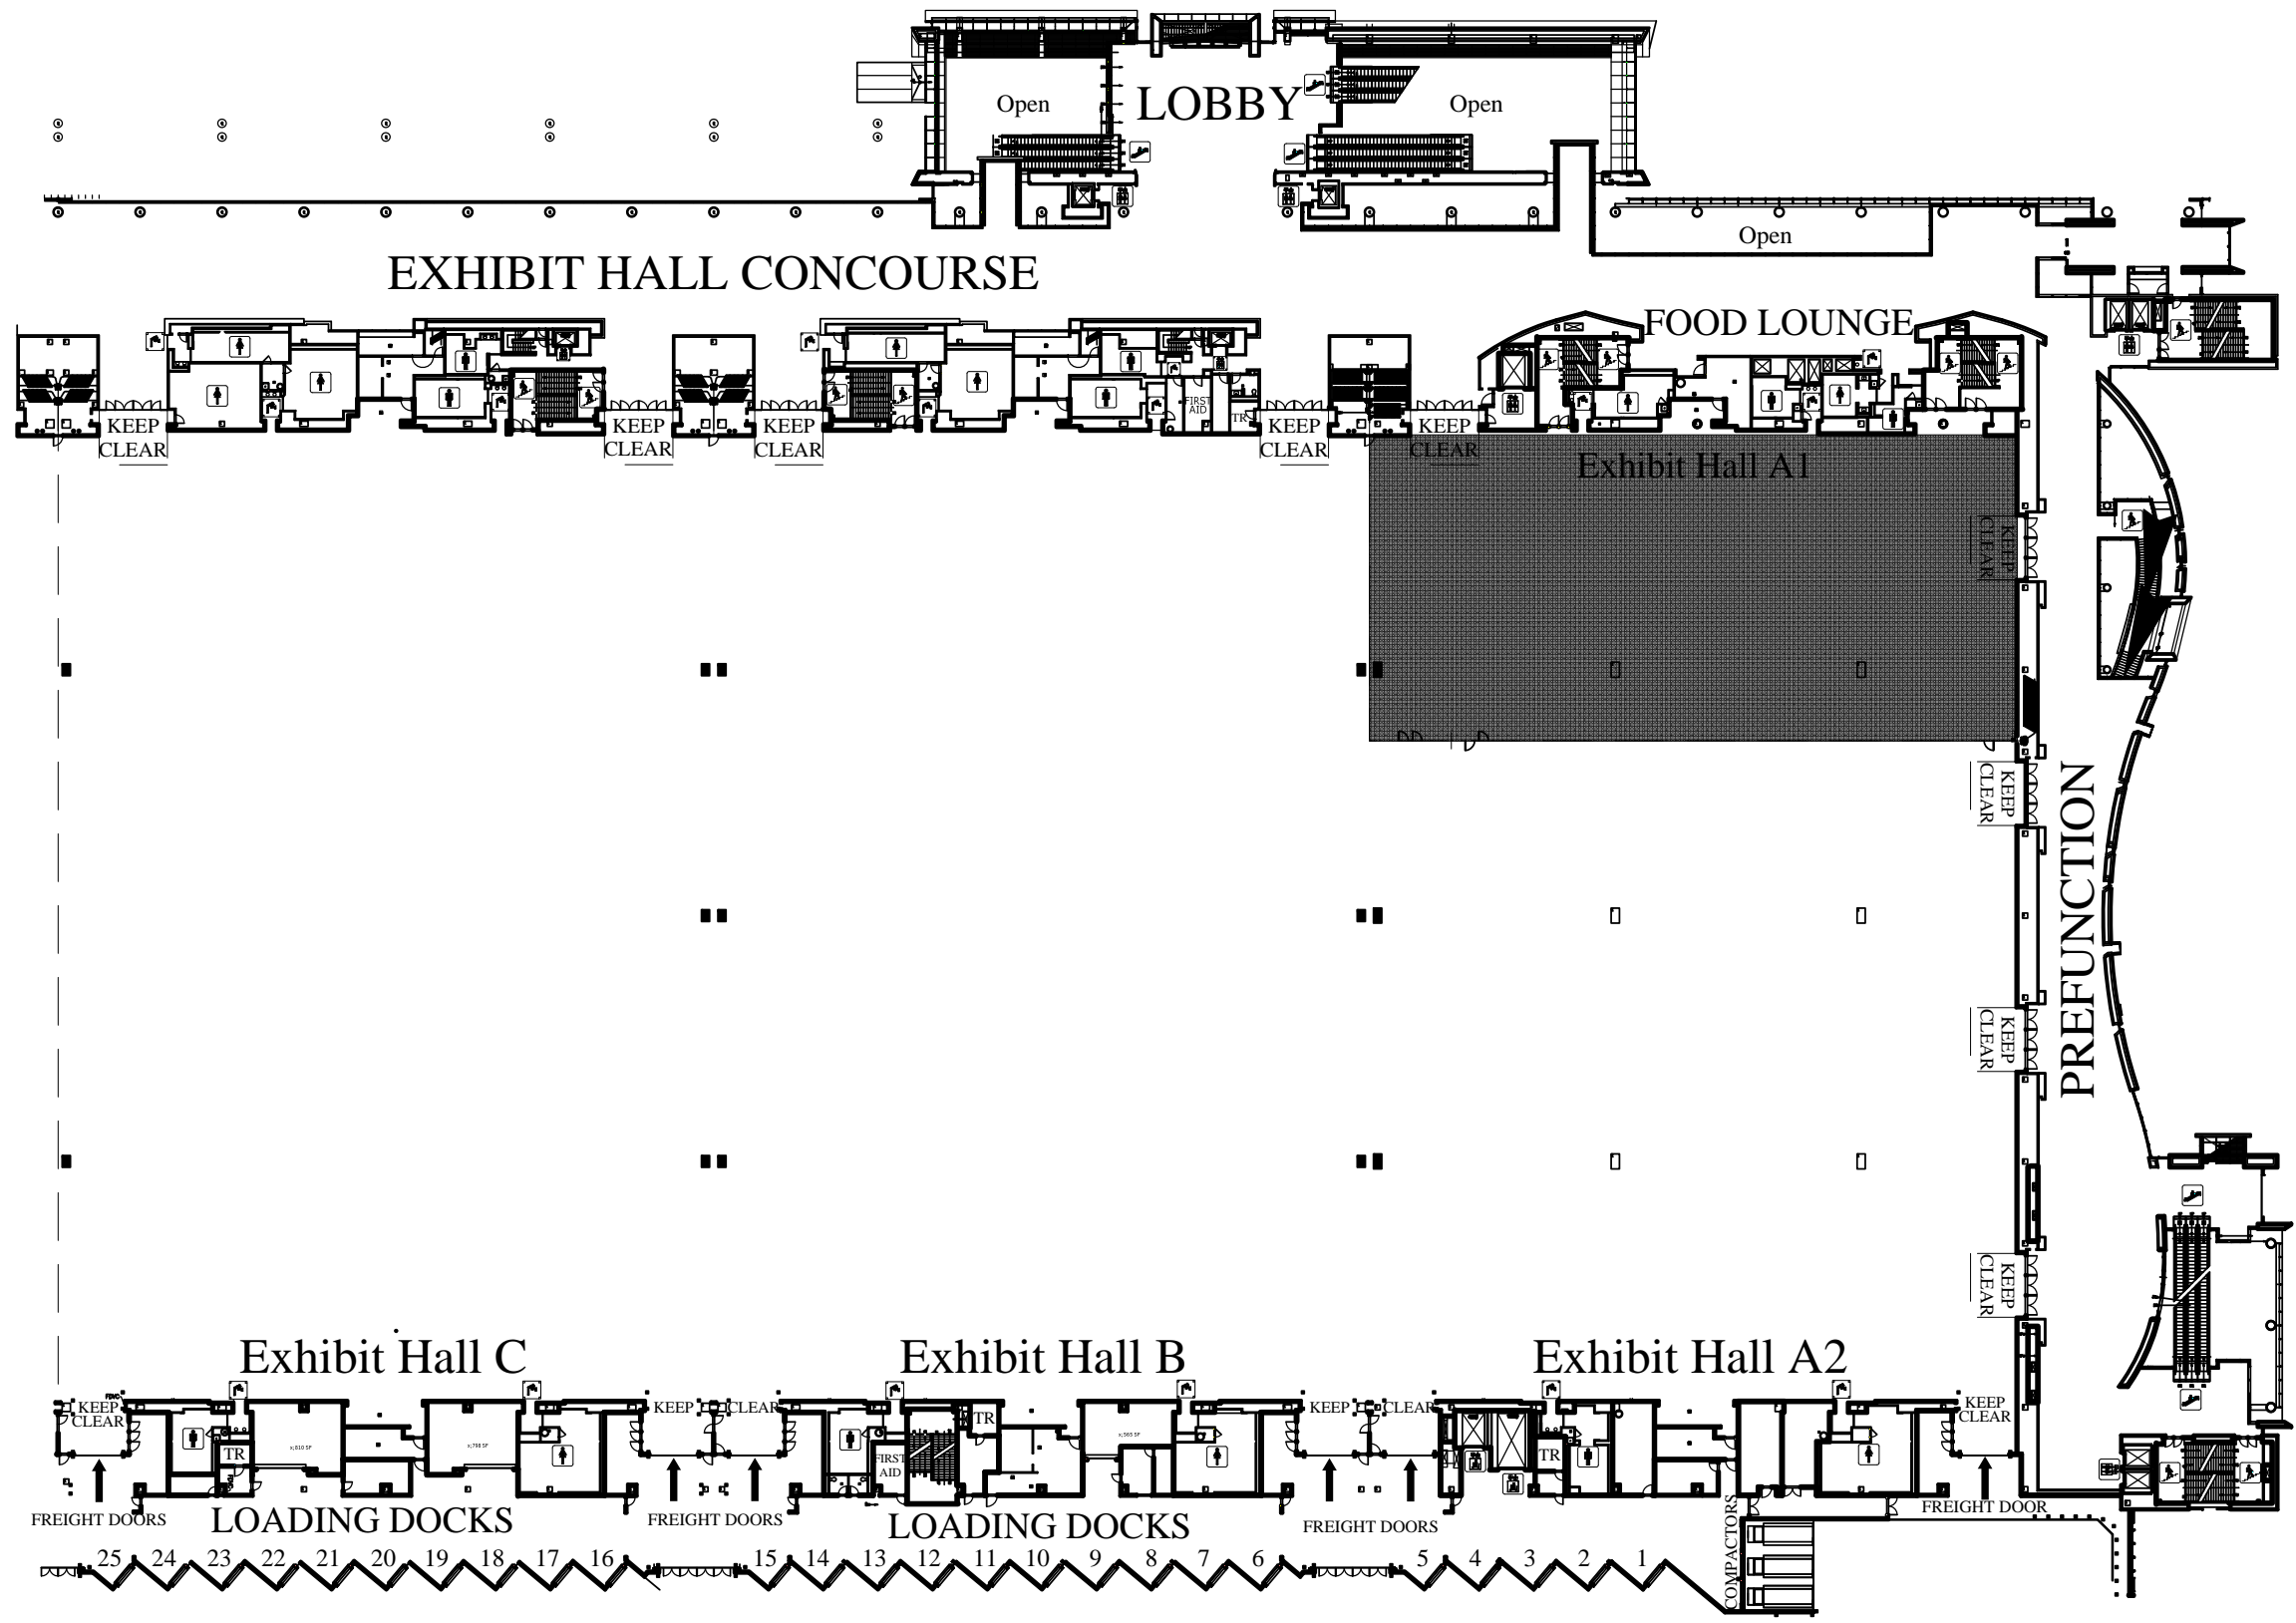 Open
LOBBY
Open
Open
EXHIBIT HALL CONCOURSE
FOOD LOUNGE
FIRST
AID
TR
KEEP
CLEAR
KEEP
CLEAR
KEEP
CLEAR
KEEP
CLEAR
KEEP
CLEAR
Exhibit Hall A1
KEEP
CLEAR
KEEP
CLEAR
PREFUNCTION
KEEP
CLEAR
KEEP
CLEAR
Exhibit Hall C
Exhibit Hall B
Exhibit Hall A2
KEEP
CLEAR
KEEP
CLEAR
KEEP
CLEAR
KEEP
CLEAR
TR
TR
FIRST
AID
TR
FREIGHT DOORS
LOADING DOCKS
FREIGHT DOORS
LOADING DOCKS
FREIGHT DOORS
COMPACTORS
FREIGHT DOOR
25 24 23 22 21 20 19 18 17 16 15 14 13 12 11 10 9 8 7 6 5 4 3 2 1